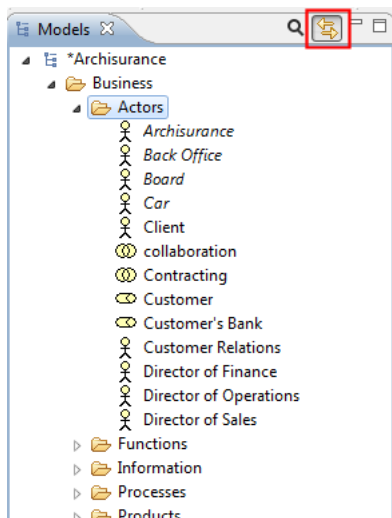 Models
*Archisurance
Business
Actors
Archisurance
Back Office
Board
Car
Client
collaboration
Contracting
Customer
Customer's Bank
Customer Relations
Director of Finance
Director of Operations
Director of Sales
Functions
Information
Processes
Products